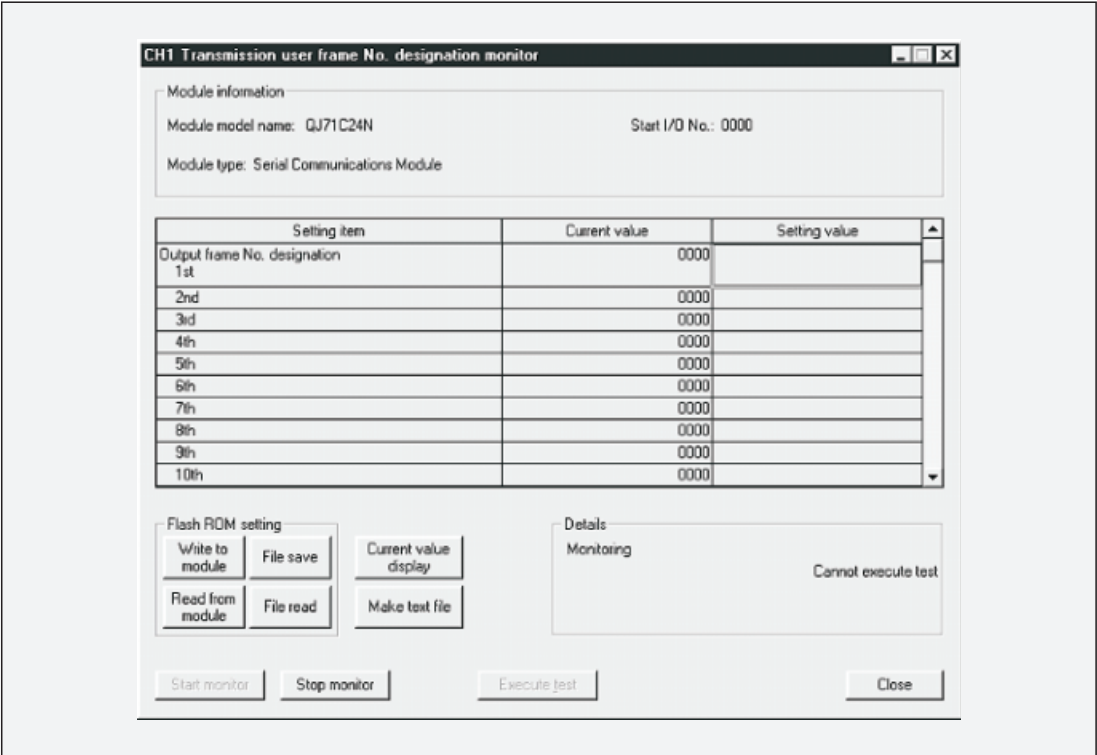 CH1 Transmission user frame No. designation monitor
Module information
Module model name: QJ71C24N Start I/O No.: 0000
Module type: Serial Communications Module
Setting item Current value Setting value
Output frame No. designation 0000
1st
2nd 0000
3rd 0000
4th 0000
5th 0000
6th 0000
7th 0000
8th 0000
9th 0000
10th 0000
Flash ROM setting
Write to
module
File save
Current value
display
Read from
module
File read
Make text file
Details
Monitoring
Cannot execute test
Start monitor Stop monitor Execute test Close